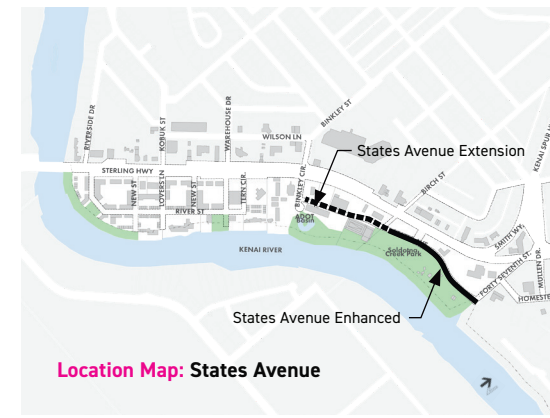 RIVERSIDE DR
KOBUK ST
WAREHOUSE DR
WILSON LN
BINKLEY ST
KENAI SPUR
States Avenue Extension
STERLING HWY
BIRCH ST
NEW ST
LOVERS LN
NEW ST
TERN CIR.
BINKLEY CIR.
RIVER ST
ADOT
Basin
KENAI RIVER
Soldotna
Creek Park
SMITH WY.
FORTY SEVENTH ST.
MULLEN DR.
HOMESTE
States Avenue Enhanced
Location Map: States Avenue